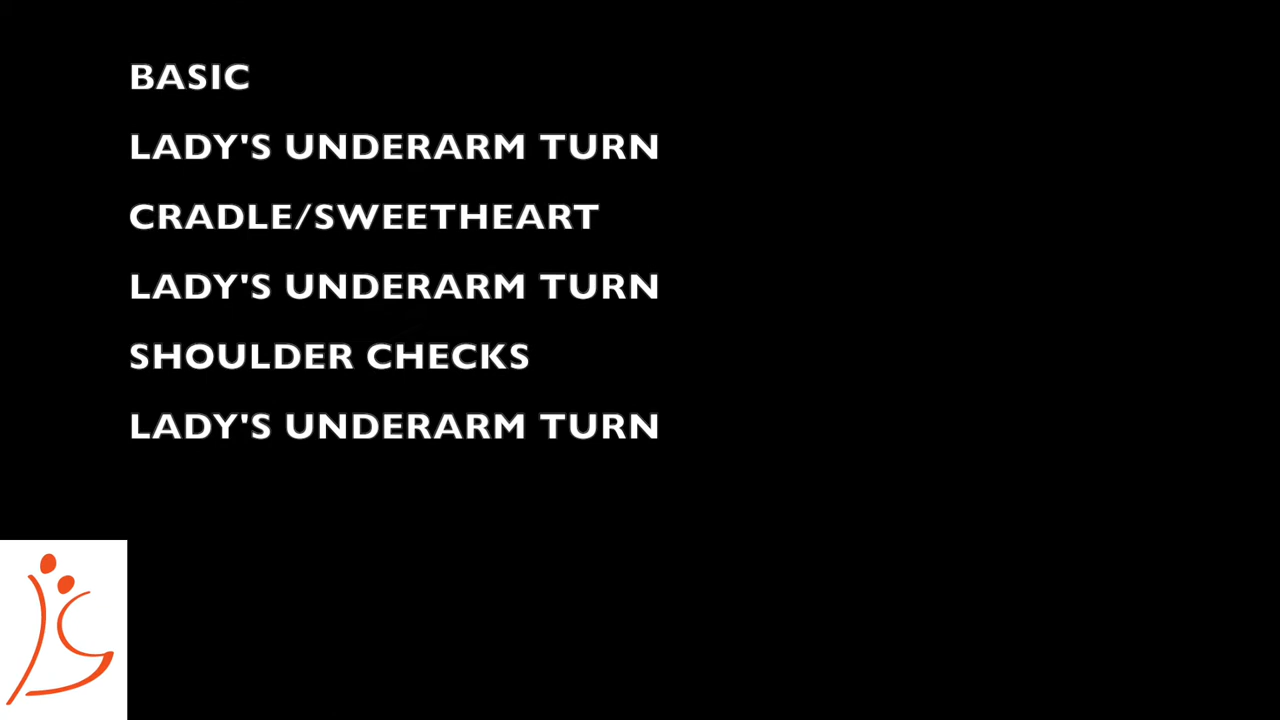 BASIC
LADY'S UNDERARM TURN
CRADLE/SWEETHEART
LADY'S UNDERARM TURN
SHOULDER CHECKS
LADY'S UNDERARM TURN